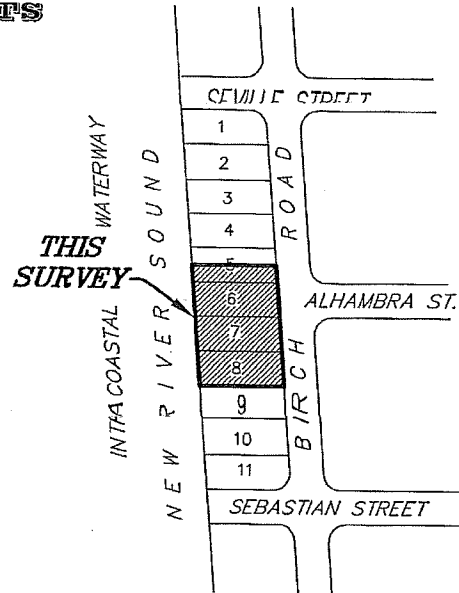 SEVILLE STREET
1
2
3
4
5
6
7
8
9
10
11
WATERWAY
INTRACOASTAL
NEW RIVER SOUND
THIS
SURVEY
BIRCH ROAD
ALHAMBRA ST.
SEBASTIAN STREET